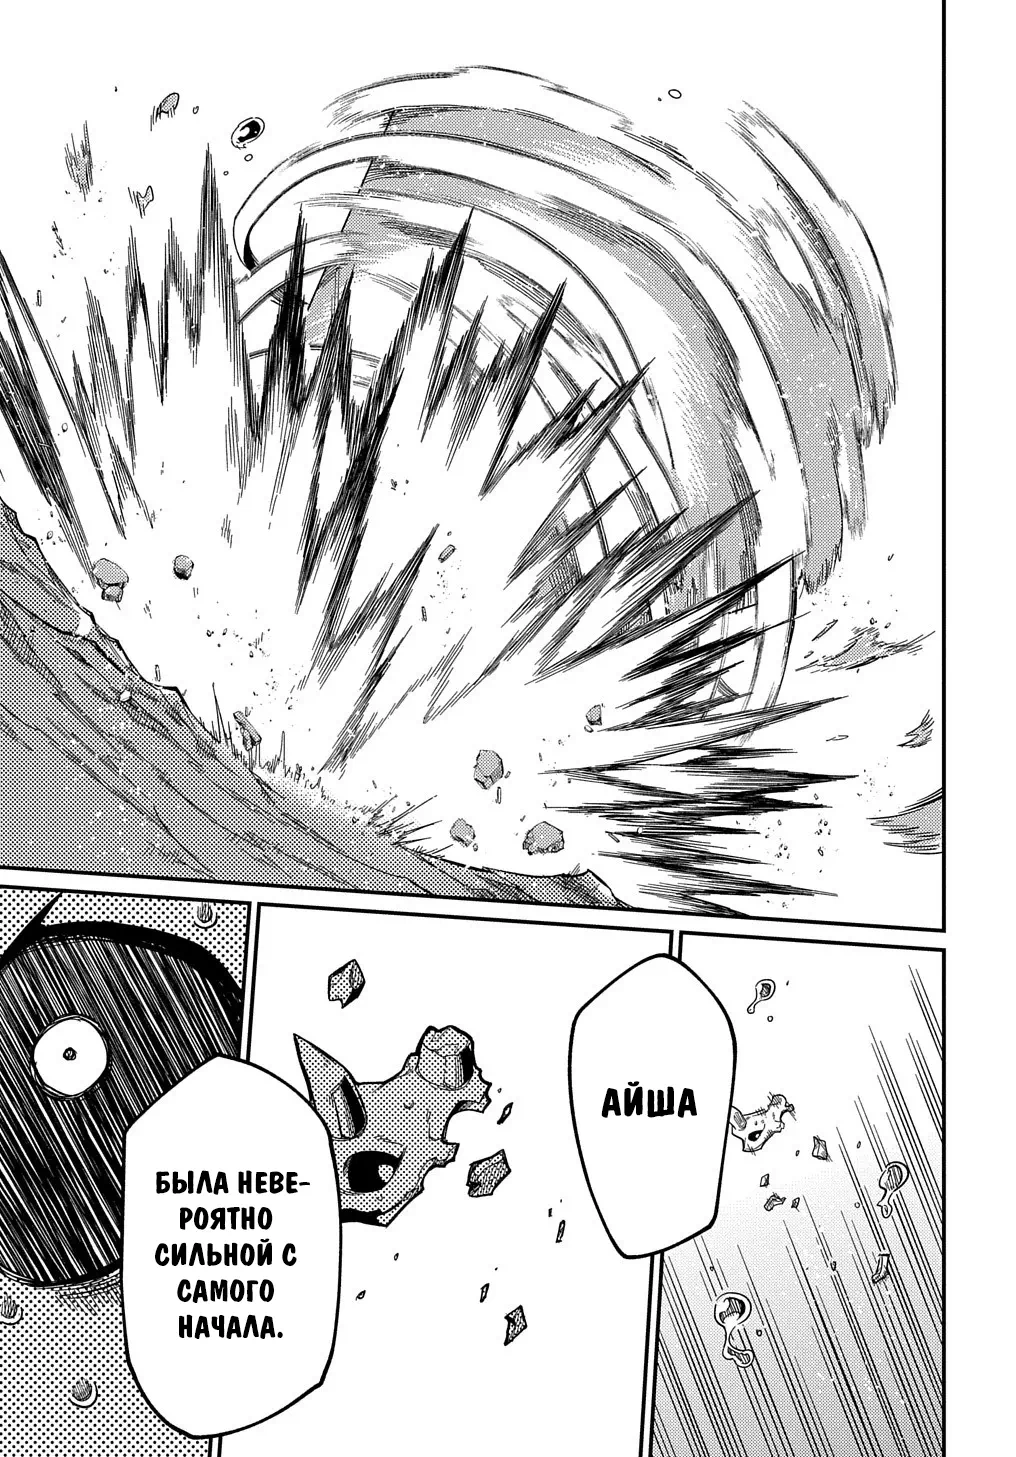 АЙША
БЫЛА НЕВЕ-
РОЯТНО
СИЛЬНОЙ С
САМОГО
НАЧАЛА.